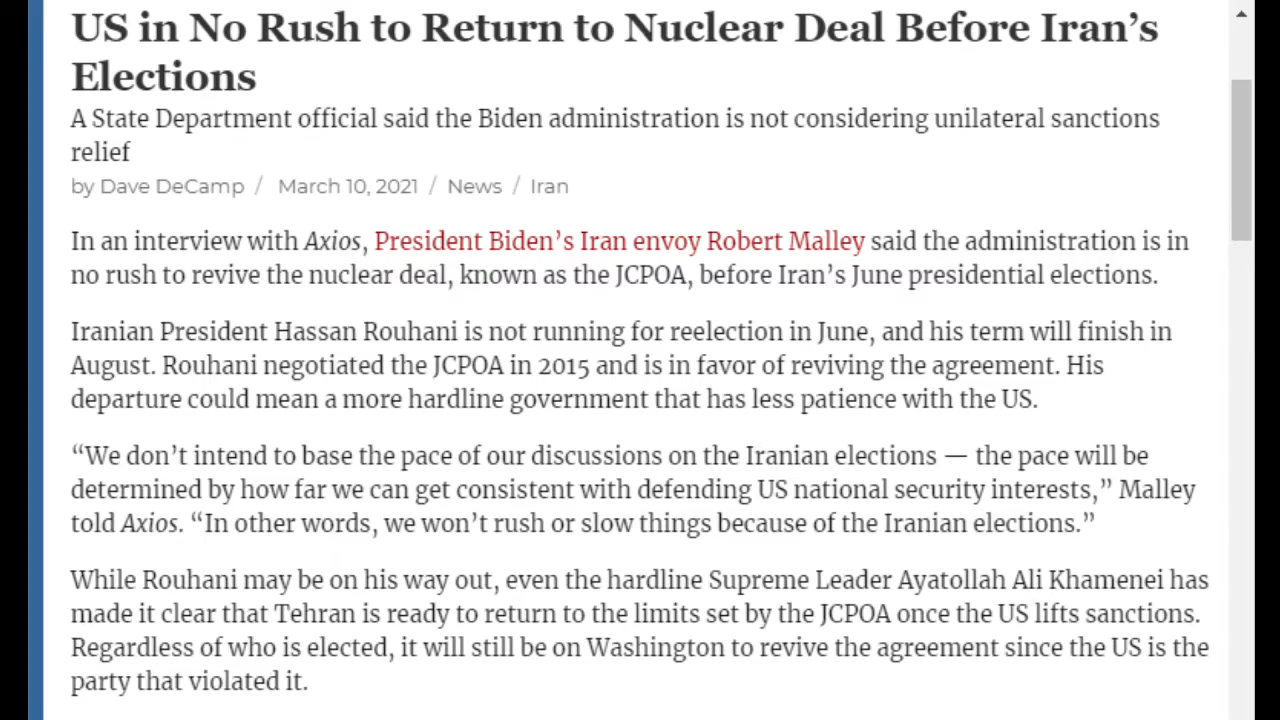 US in No Rush to Return to Nuclear Deal Before Iran’s
Elections
A State Department official said the Biden administration is not considering unilateral sanctions
relief
by Dave DeCamp / March 10, 2021 / News / Iran
In an interview with Axios, President Biden’s Iran envoy Robert Malley said the administration is in
no rush to revive the nuclear deal, known as the JCPOA, before Iran’s June presidential elections.
Iranian President Hassan Rouhani is not running for reelection in June, and his term will finish in
August. Rouhani negotiated the JCPOA in 2015 and is in favor of reviving the agreement. His
departure could mean a more hardline government that has less patience with the US.
“We don’t intend to base the pace of our discussions on the Iranian elections — the pace will be
determined by how far we can get consistent with defending US national security interests,” Malley
told Axios. “In other words, we won’t rush or slow things because of the Iranian elections.”
While Rouhani may be on his way out, even the hardline Supreme Leader Ayatollah Ali Khamenei has
made it clear that Tehran is ready to return to the limits set by the JCPOA once the US lifts sanctions.
Regardless of who is elected, it will still be on Washington to revive the agreement since the US is the
party that violated it.